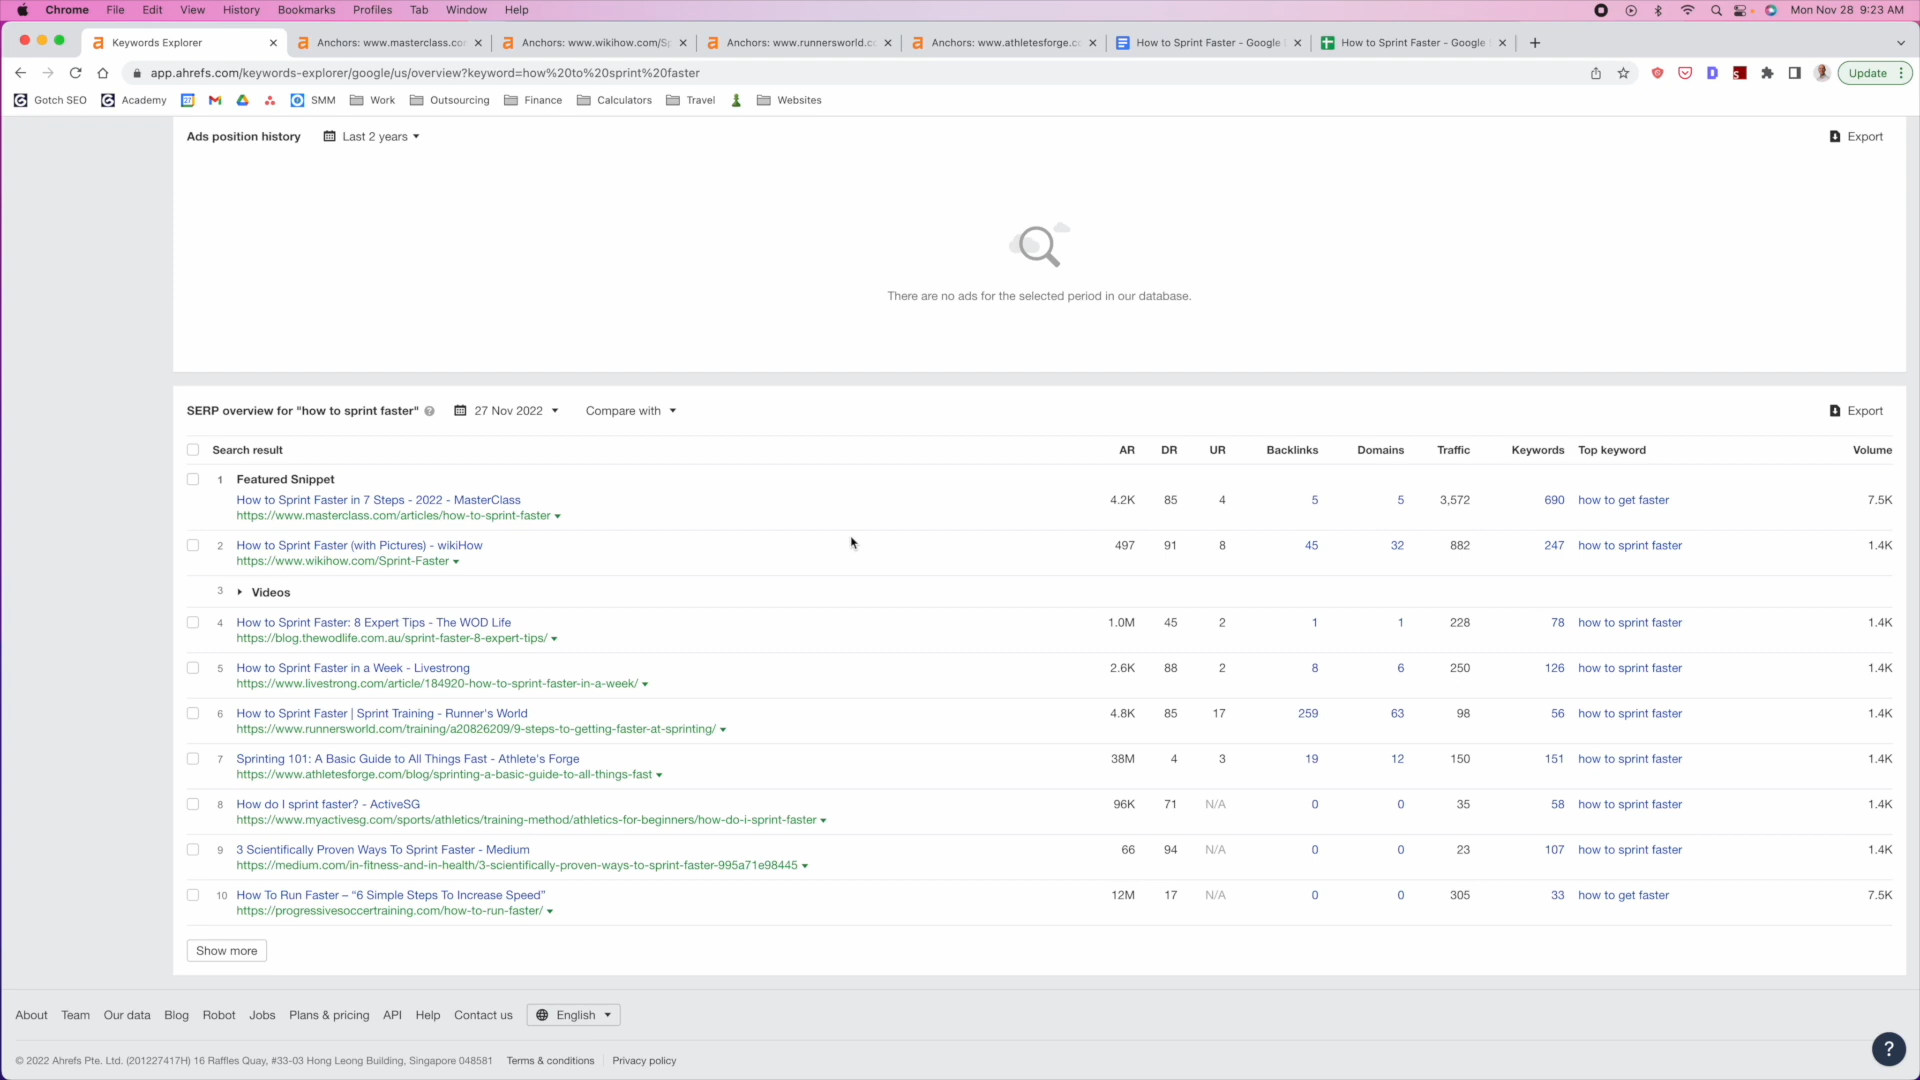 Chrome File Edit View History Bookmarks Profiles Tab Window Help Mon Nov 28 9:23 AM
Keywords Explorer Anchors: www.masterclass.co Anchors: www.wikihow.com/S Anchors: www.runnersworld.c Anchors: www.athletesforge.c How to Sprint Faster - Google How to Sprint Faster - Google
app.ahrefs.com/keywords-explorer/google/us/overview?keyword=how%20to%20sprint%20faster Update
Gotch SEO Academy SMM Work Outsourcing Finance Calculators Travel Websites
Ads position history Last 2 years Export
There are no ads for the selected period in our database.
SERP overview for "how to sprint faster" ? 27 Nov 2022 Compare with Export
Search result AR DR UR Backlinks Domains Traffic Keywords Top keyword Volume
1 Featured Snippet
How to Sprint Faster in 7 Steps - 2022 - MasterClass 4.2K 85 4 5 5 3,572 690 how to get faster 7.5K
https://www.masterclass.com/articles/how-to-sprint-faster
2 How to Sprint Faster (with Pictures) - wikiHow 497 91 8 45 32 882 247 how to sprint faster 1.4K
https://www.wikihow.com/Sprint-Faster
3 Videos
4 How to Sprint Faster: 8 Expert Tips - The WOD Life 1.0M 45 2 1 1 228 78 how to sprint faster 1.4K
https://blog.thewodlife.com.au/sprint-faster-8-expert-tips/
5 How to Sprint Faster in a Week - Livestrong 2.6K 88 2 8 6 250 126 how to sprint faster 1.4K
https://www.livestrong.com/article/184920-how-to-sprint-faster-in-a-week/
6 How to Sprint Faster | Sprint Training - Runner's World 4.8K 85 17 259 63 98 56 how to sprint faster 1.4K
https://www.runnersworld.com/training/a20826209/9-steps-to-getting-faster-at-sprinting/
7 Sprinting 101: A Basic Guide to All Things Fast - Athlete's Forge 38M 4 3 19 12 150 151 how to sprint faster 1.4K
https://www.athletesforge.com/blog/sprinting-a-basic-guide-to-all-things-fast
8 How do I sprint faster? - ActiveSG 96K 71 N/A 0 0 35 58 how to sprint faster 1.4K
https://www.myactivesg.com/sports/athletics/training-method/athletics-for-beginners/how-do-i-sprint-faster
9 3 Scientifically Proven Ways To Sprint Faster - Medium 66 94 N/A 0 0 23 107 how to sprint faster 1.4K
https://medium.com/in-fitness-and-in-health/3-scientifically-proven-ways-to-sprint-faster-995a71e98445
10 How To Run Faster – “6 Simple Steps To Increase Speed” 12M 17 N/A 0 0 305 33 how to get faster 7.5K
https://progressivesoccertraining.com/how-to-run-faster/
Show more
About Team Our data Blog Robot Jobs Plans & pricing API Help Contact us English
© 2022 Ahrefs Pte. Ltd. (201227417H) 16 Raffles Quay, #33-03 Hong Leong Building, Singapore 048581 Terms & conditions Privacy policy ?